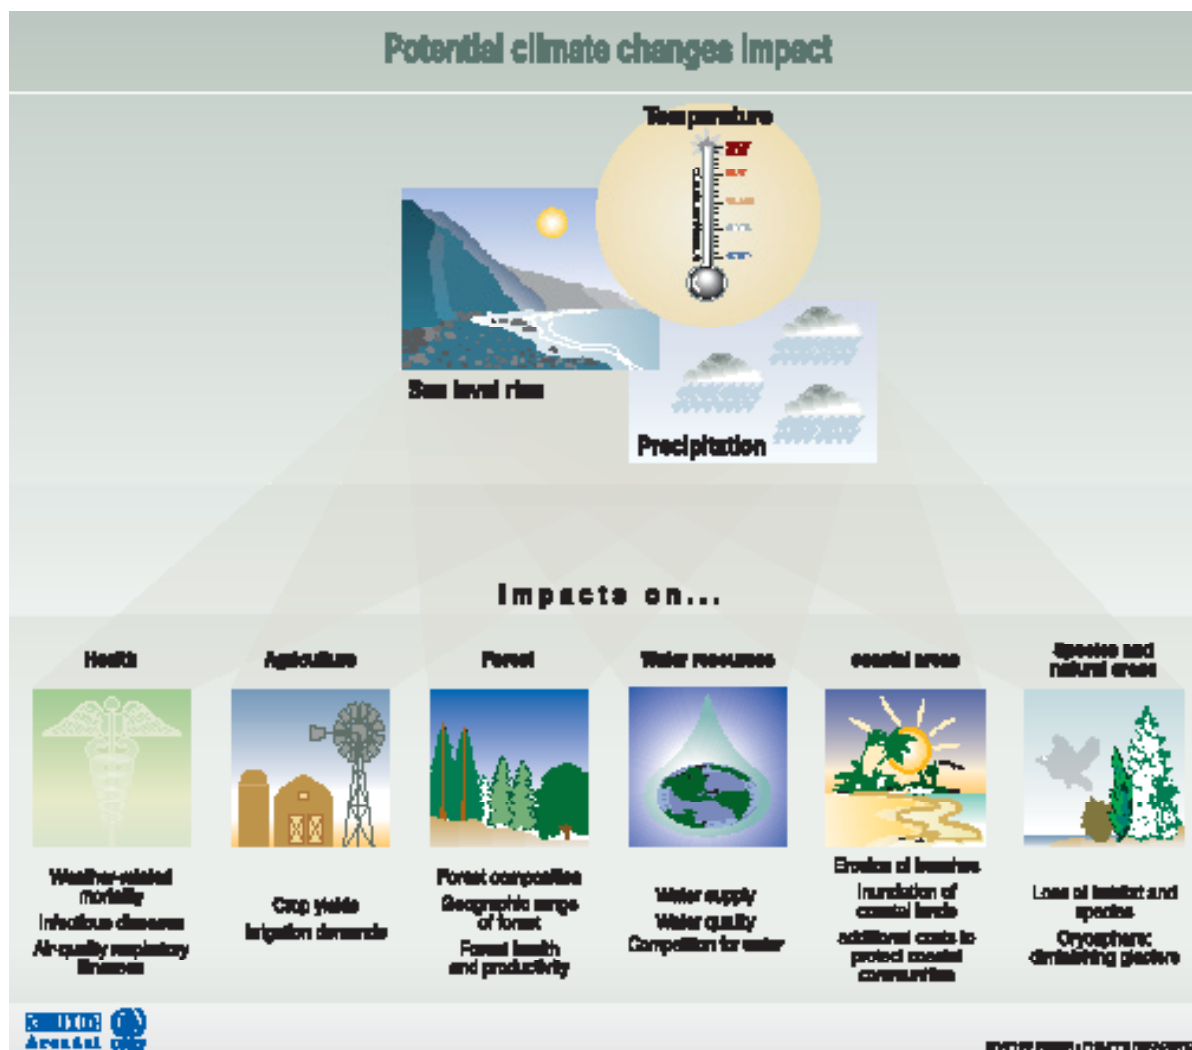 Potential climate changes impact
Temperature
Sea level rise
Precipitation
Impacts on...
Health
Agriculture
Forest
Water resources
coastal areas
Species and
natural areas
Weather-related
mortality
Infectious diseases
Air-quality respiratory
illnesses
Crop yields
Irrigation demands
Forest composition
Geographic range
of forest
Forest health
and productivity
Water supply
Water quality
Competition for water
Erosion of beaches
Inundation of
coastal lands
additional costs to
protect coastal
communities
Loss of habitat and
species
Cryosphere:
diminishing glaciers
Arendal UNEP